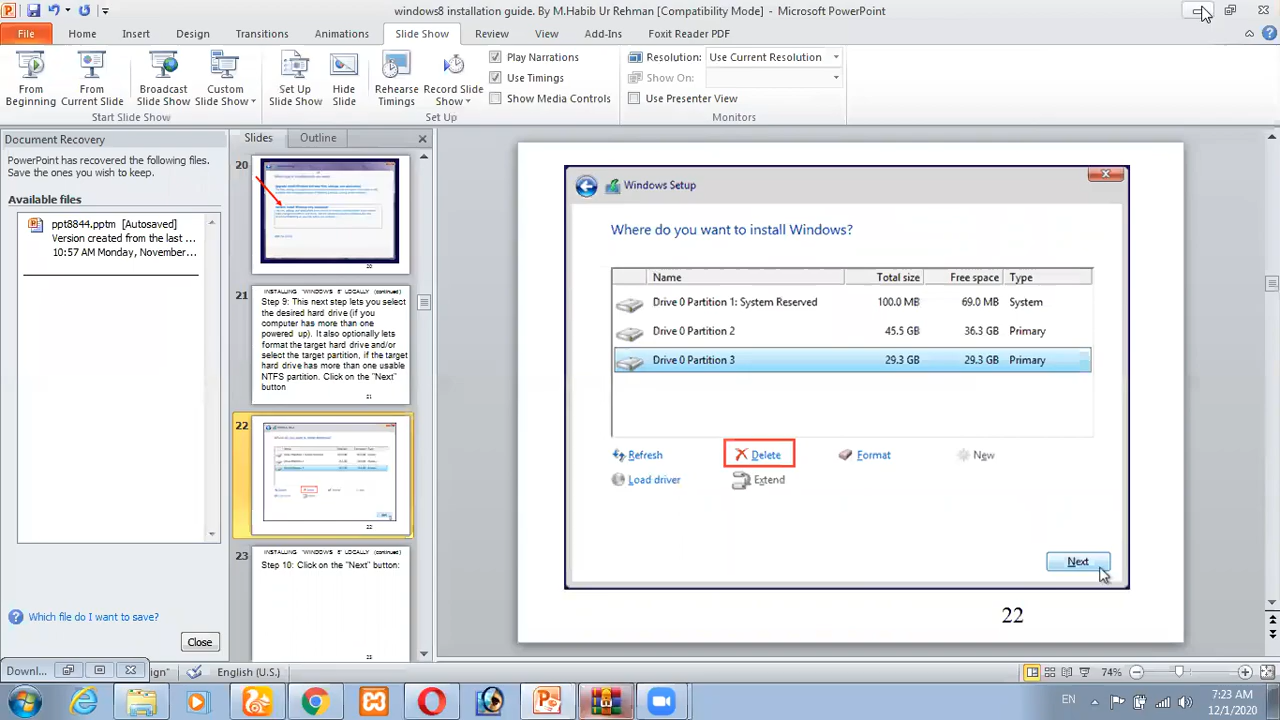 windows8 installation guide. By M.Habib Ur Rehman [Compatibility Mode] - Microsoft PowerPoint
File Home Insert Design Transitions Animations Slide Show Review View Add-Ins Foxit Reader PDF
From Beginning
From Current Slide
Broadcast Slide Show
Custom Slide Show
Start Slide Show
Set Up Slide Show
Hide Slide
Rehearse Timings
Record Slide Show
Play Narrations
Use Timings
Show Media Controls
Set Up
Resolution: Use Current Resolution
Show On:
Use Presenter View
Monitors
Document Recovery
PowerPoint has recovered the following files.
Save the ones you wish to keep.
Available files
ppt8844.pptm [Autosaved]
Version created from the last ...
10:57 AM Monday, November...
Which file do I want to save?
Close
Slides Outline
20
20
21
INSTALLING "WINDOWS 8" LOCALLY (continued)
Step 9: This next step lets you select
the desired hard drive (if you
computer has more than one
powered up). It also optionally lets
format the target hard drive and/or
select the target partition, if the target
hard drive has more than one usable
NTFS partition. Click on the "Next"
button
21
22
22
23
INSTALLING "WINDOWS 8" LOCALLY (continued)
Step 10: Click on the "Next" button:
23
Windows Setup
Where do you want to install Windows?
Name Total size Free space Type
Drive 0 Partition 1: System Reserved 100.0 MB 69.0 MB System
Drive 0 Partition 2 45.5 GB 36.3 GB Primary
Drive 0 Partition 3 29.3 GB 29.3 GB Primary
Refresh Delete Format New
Load driver Extend
Next
22
Downl... ign" English (U.S.) 74%
EN 7:23 AM
12/1/2020